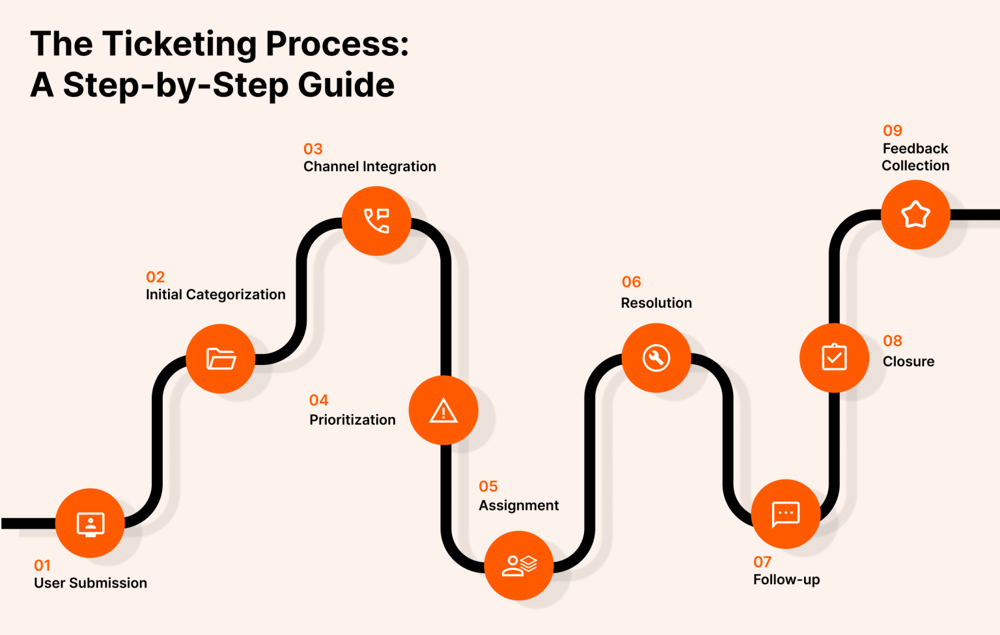 The Ticketing Process:
A Step-by-Step Guide
01
User Submission
02
Initial Categorization
03
Channel Integration
04
Prioritization
05
Assignment
06
Resolution
07
Follow-up
08
Closure
09
Feedback
Collection